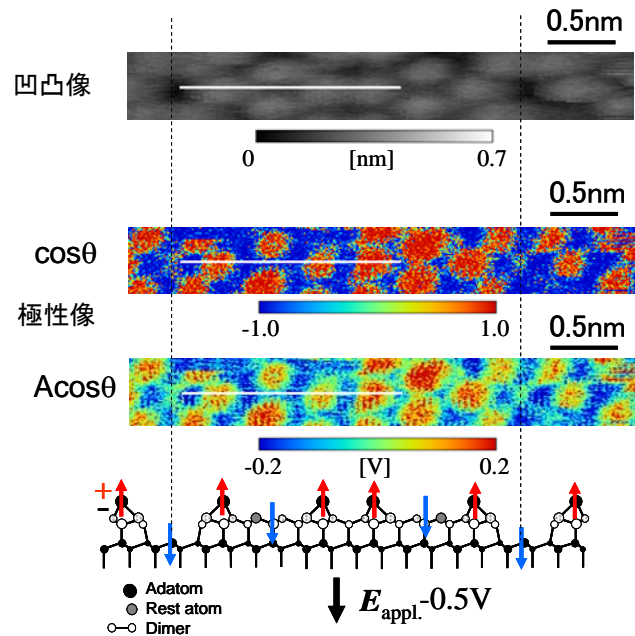 0.5nm
凹凸像
0 [nm] 0.7
0.5nm
cosθ
極性像
-1.0 1.0
0.5nm
Acosθ
-0.2 [V] 0.2
+
-
Adatom
Rest atom
Dimer
E appl.-0.5V